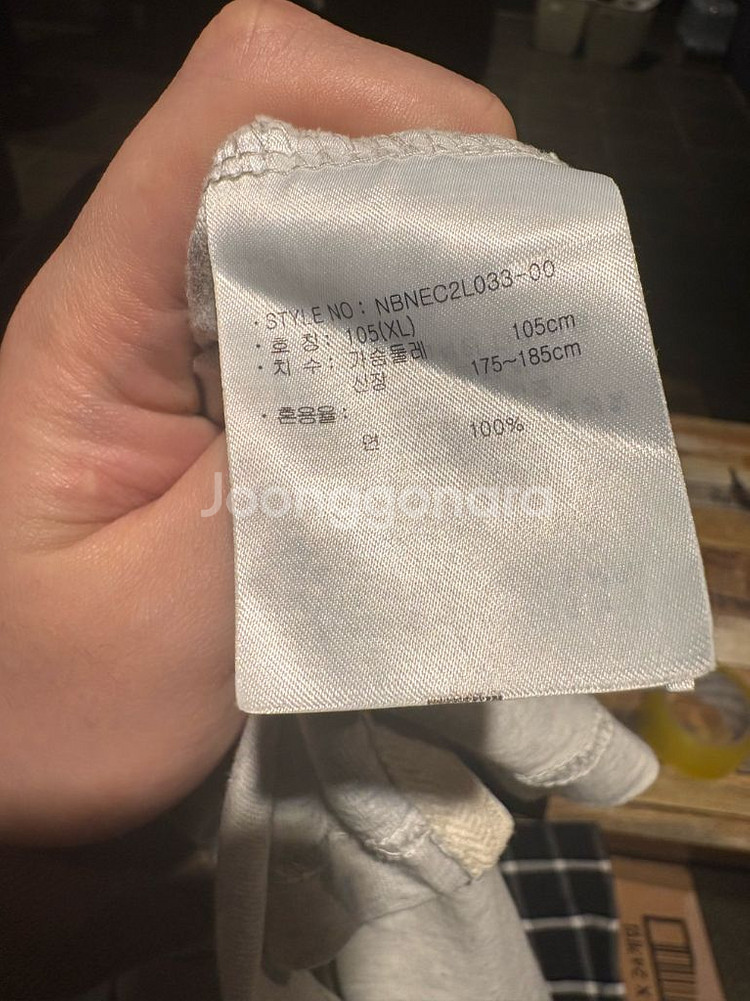 · STYLE NO : NBNEC2L033-00
· 호 칭 : 105(XL)
· 치 수 : 가슴둘레 105cm
신장 175~185cm
· 혼용율 :
면 100%
Joonggonara